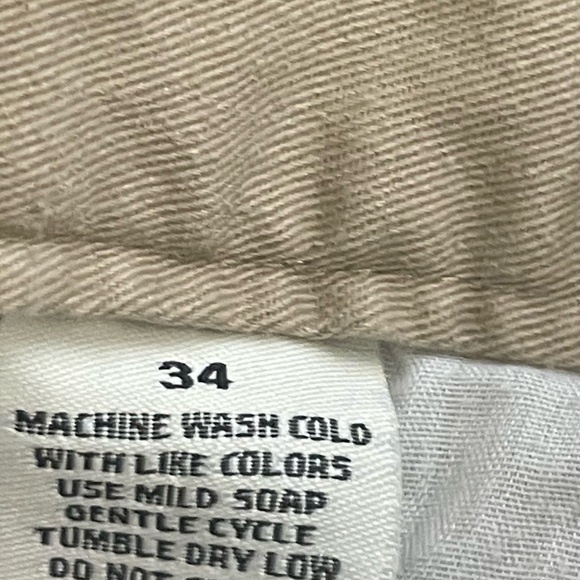 34
MACHINE WASH COLD
WITH LIKE COLORS
USE MILD SOAP
GENTLE CYCLE
TUMBLE DRY LOW
DO NOT